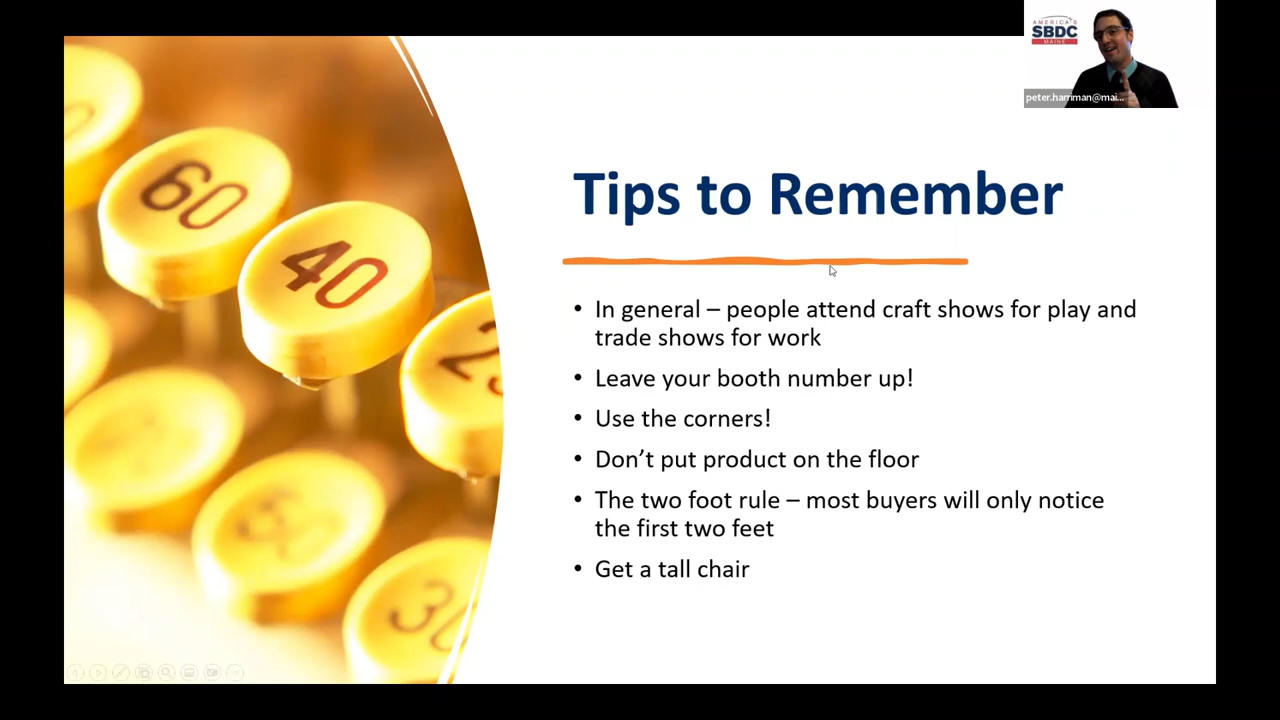 AMERICA'S
SBDC
MAINE
peter.harriman@mai...
60
40
Tips to Remember
• In general – people attend craft shows for play and
trade shows for work
• Leave your booth number up!
• Use the corners!
• Don’t put product on the floor
• The two foot rule – most buyers will only notice
the first two feet
• Get a tall chair
30